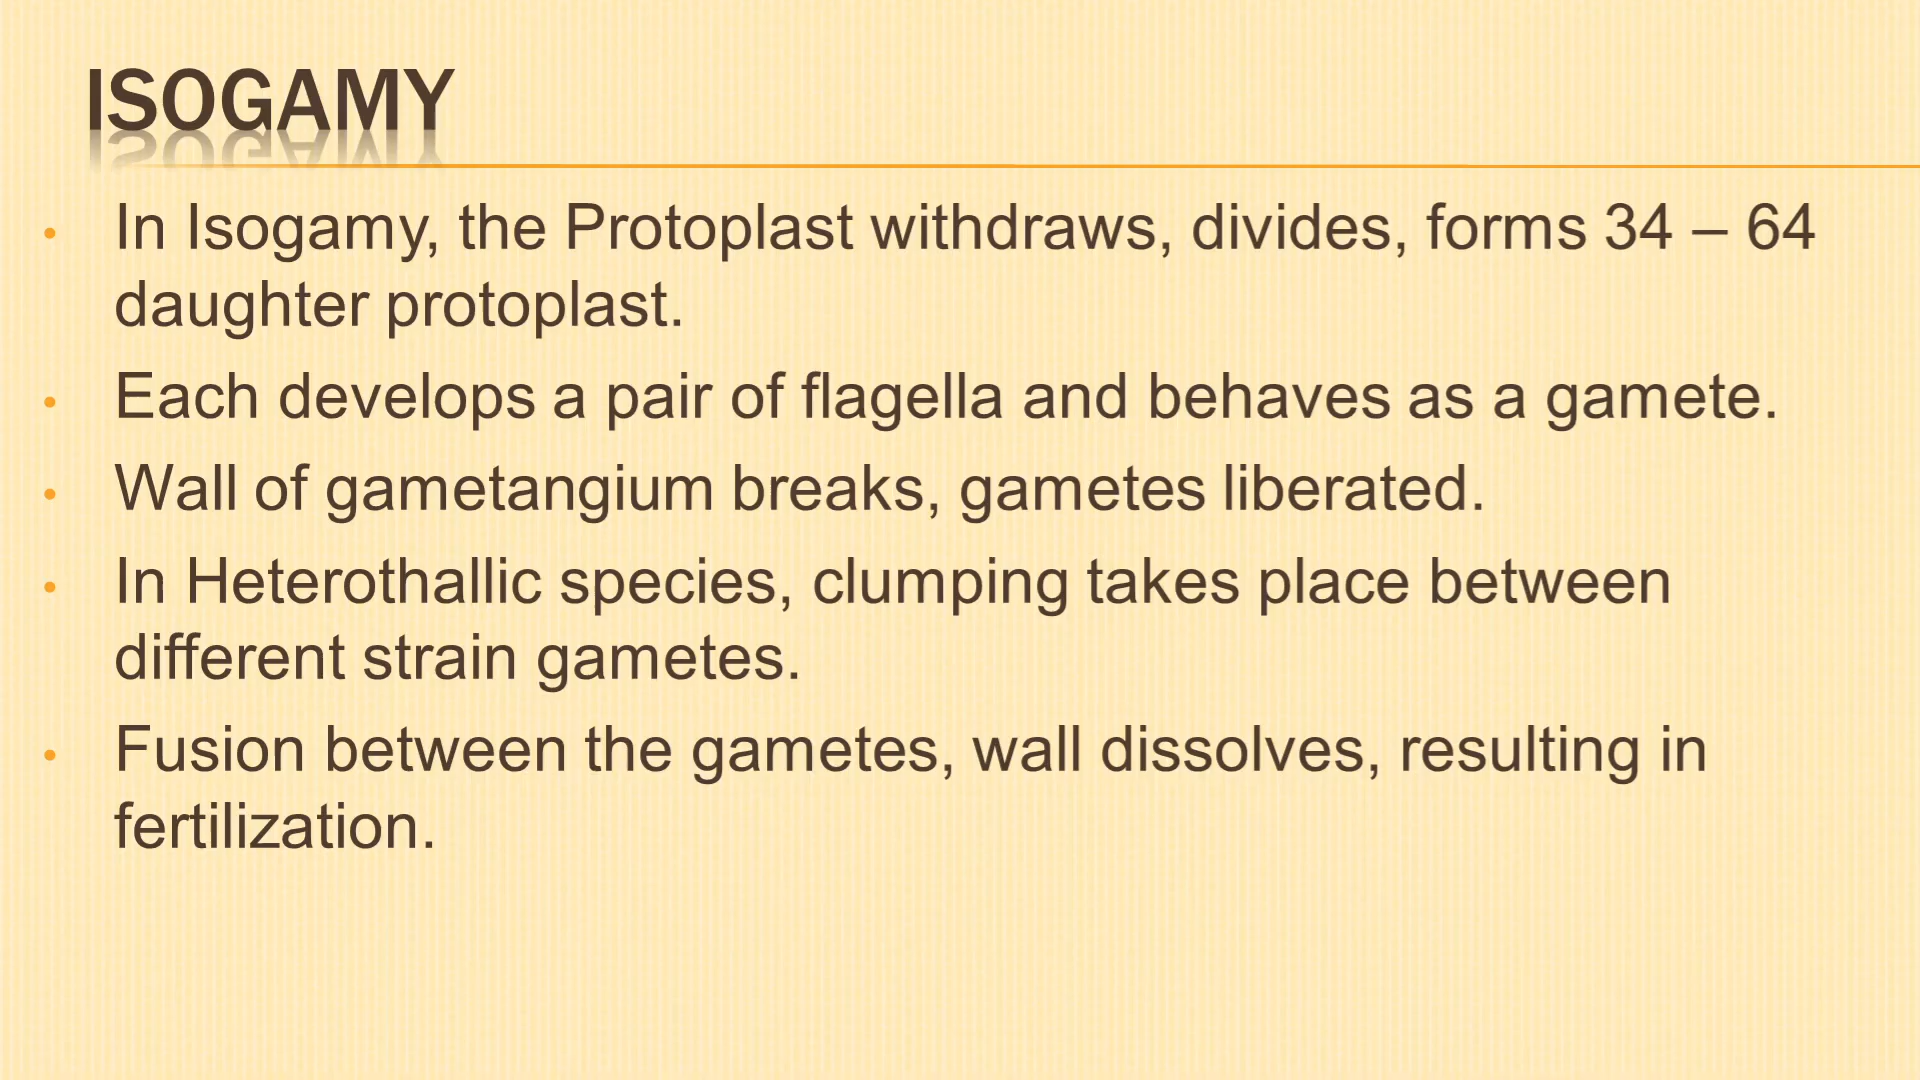 ISOGAMY
• In Isogamy, the Protoplast withdraws, divides, forms 34 – 64
daughter protoplast.
• Each develops a pair of flagella and behaves as a gamete.
• Wall of gametangium breaks, gametes liberated.
• In Heterothallic species, clumping takes place between
different strain gametes.
• Fusion between the gametes, wall dissolves, resulting in
fertilization.